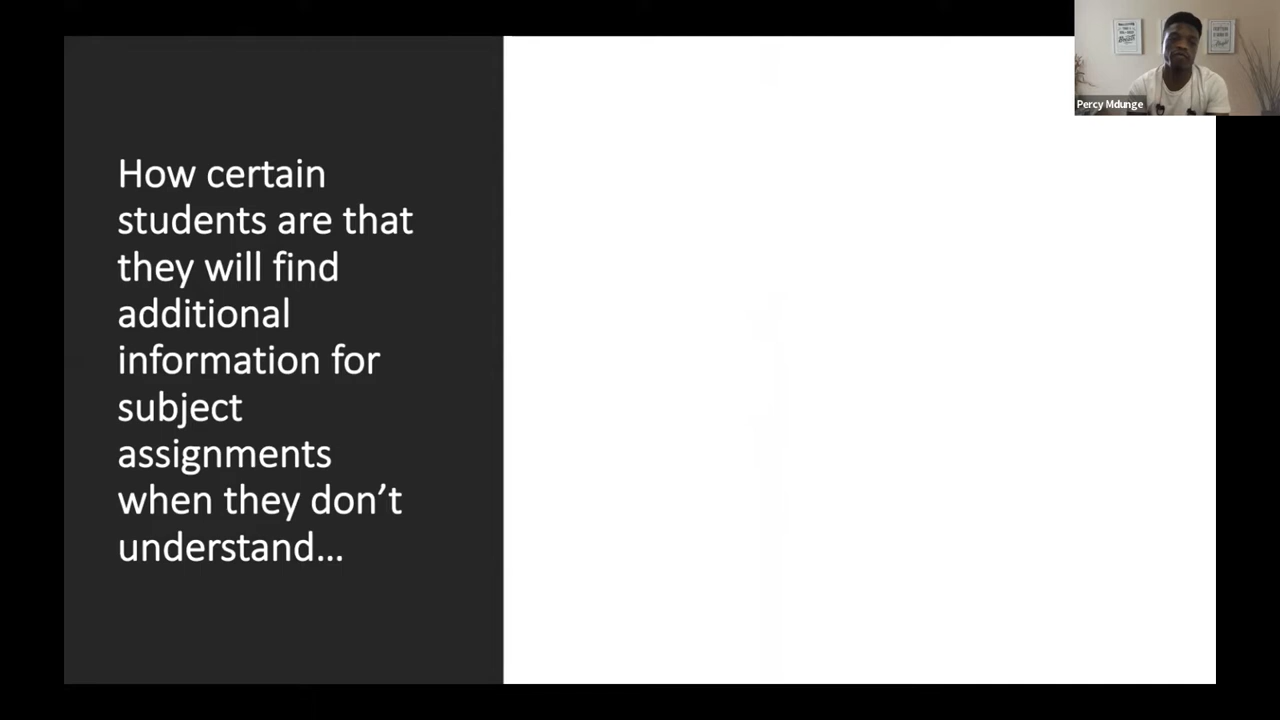 How certain
students are that
they will find
additional
information for
subject
assignments
when they don’t
understand…
Percy Mdunge